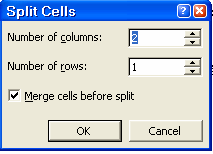 Split Cells
Number of columns: 2
Number of rows: 1
Merge cells before split
OK Cancel